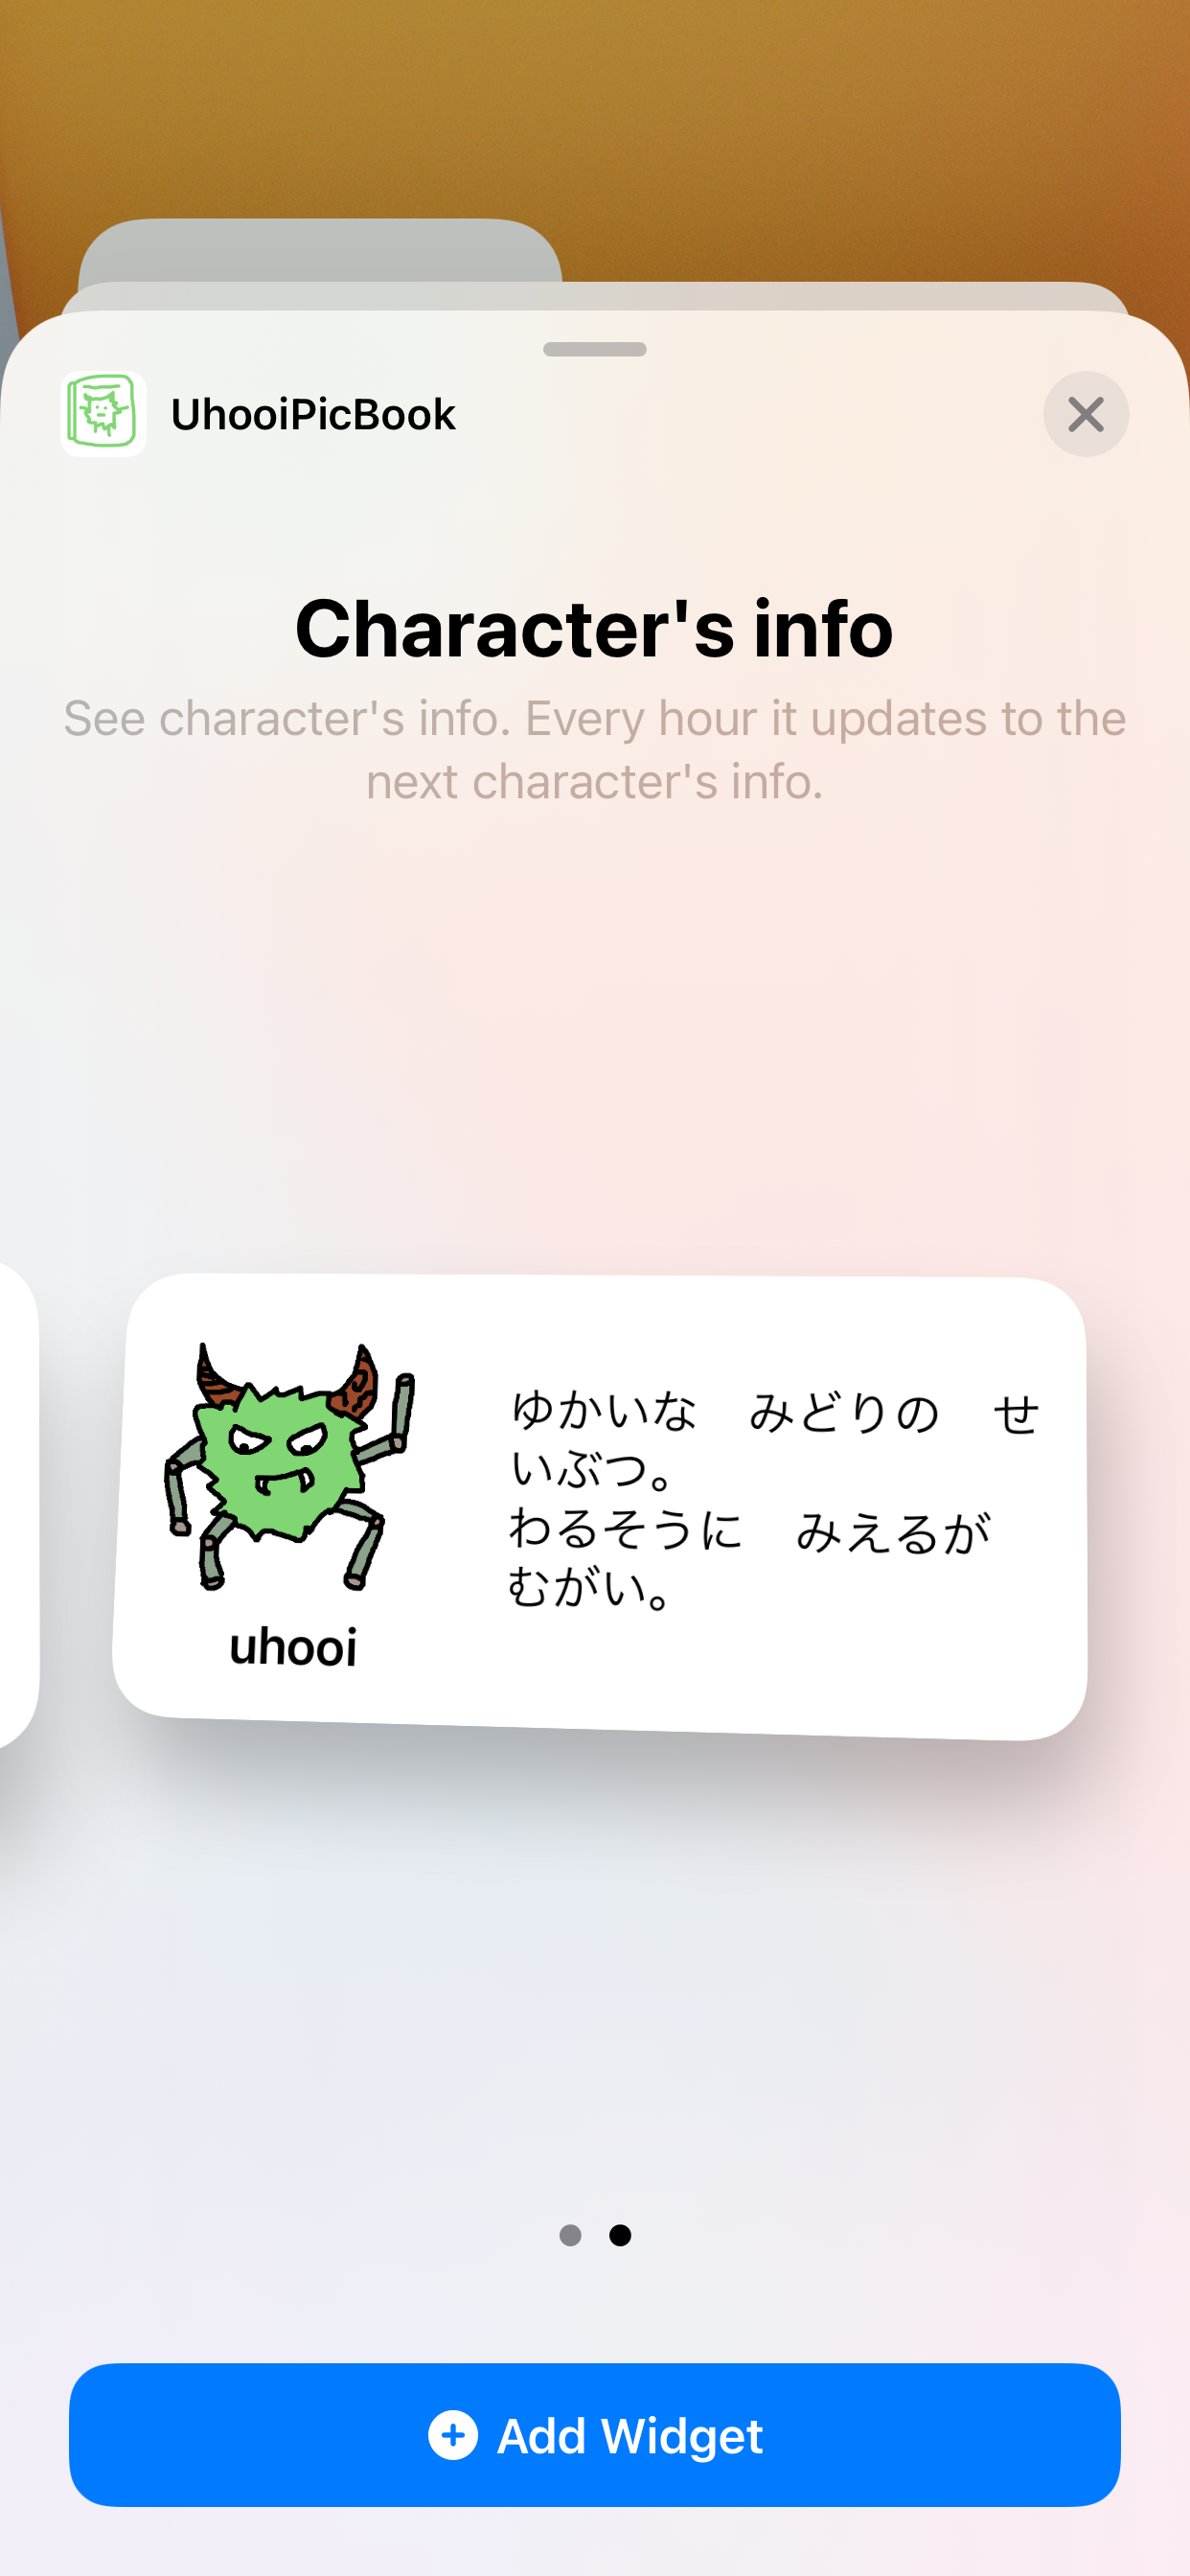 UhooiPicBook
Character's info
See character's info. Every hour it updates to the
next character's info.
ゆかいな　みどりの　せ
いぶつ。
わるそうに　みえるが
むがい。
uhooi
Add Widget